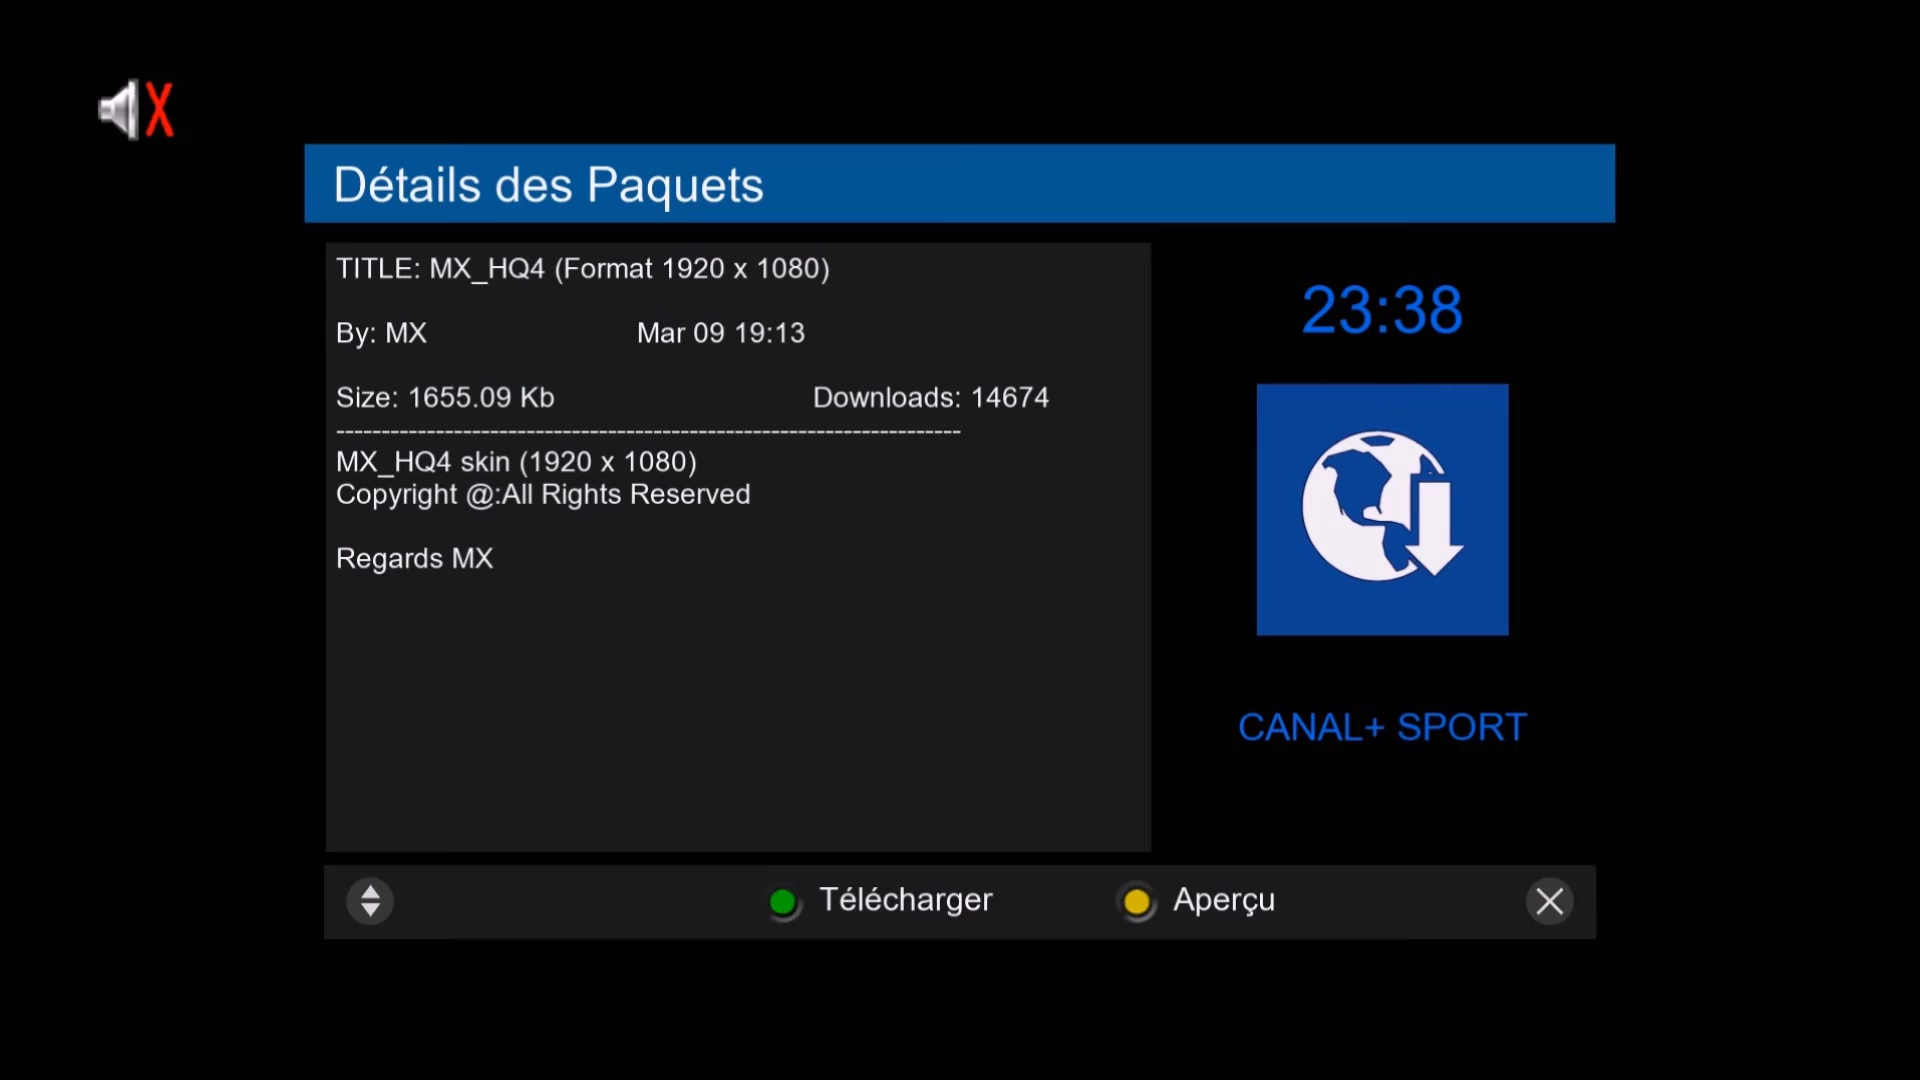 Détails des Paquets
TITLE: MX_HQ4 (Format 1920 x 1080)
By: MX Mar 09 19:13
Size: 1655.09 Kb Downloads: 14674
----------------------------------------------------------------------
MX_HQ4 skin (1920 x 1080)
Copyright @:All Rights Reserved
Regards MX
23:38
CANAL+ SPORT
Télécharger
Aperçu